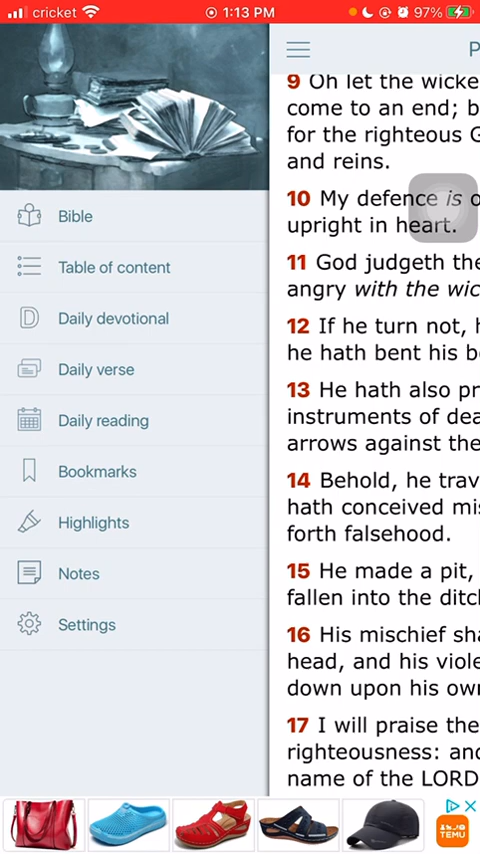 cricket 1:13 PM 97%
P
Bible
Table of content
Daily devotional
Daily verse
Daily reading
Bookmarks
Highlights
Notes
Settings
9 Oh let the wicke
come to an end; b
for the righteous G
and reins.
10 My defence is o
upright in heart.
11 God judgeth the
angry with the wic
12 If he turn not, h
he hath bent his b
13 He hath also pr
instruments of dea
arrows against the
14 Behold, he trav
hath conceived mis
forth falsehood.
15 He made a pit,
fallen into the ditch
16 His mischief sha
head, and his viole
down upon his own
17 I will praise the
righteousness: and
name of the LORD
TEMU